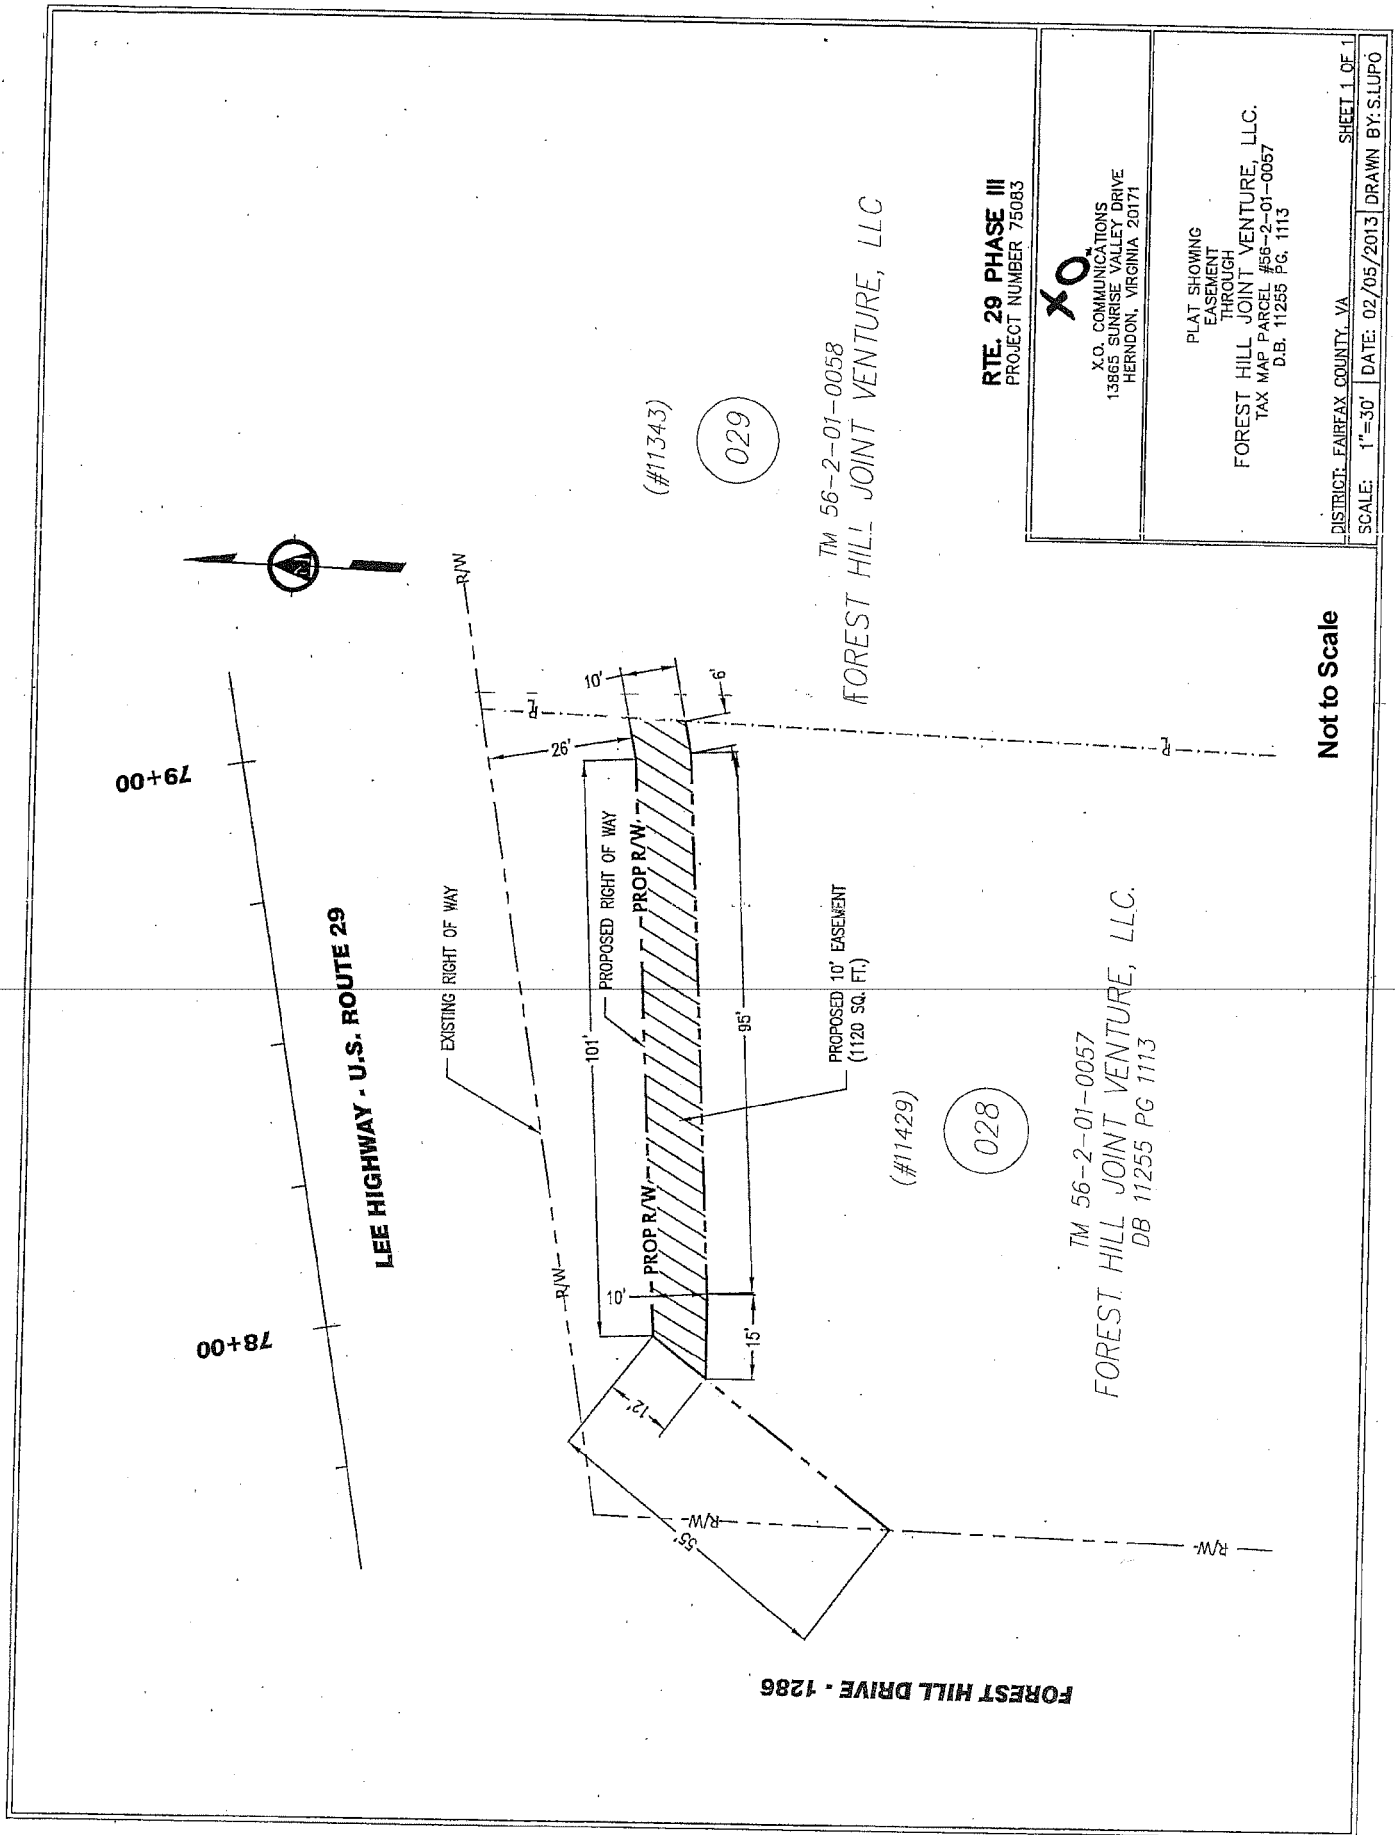 79+00
78+00
LEE HIGHWAY - U.S. ROUTE 29
EXISTING RIGHT OF WAY
R/W
R/W
26'
10'
6'
PL
101'
PROPOSED RIGHT OF WAY
PROP R/W
PROP R/W
10'
95'
15'
12'
55'
PROPOSED 10' EASEMENT
(1120 SQ. FT.)
R/W
R/W
PL
FOREST HILL DRIVE - 1286
(#11429)
028
TM 56-2-01-0057
FOREST HILL JOINT VENTURE, LLC.
DB 11255 PG 1113
(#11343)
029
TM 56-2-01-0058
FOREST HILL JOINT VENTURE, LLC
Not to Scale
RTE. 29 PHASE III
PROJECT NUMBER 75083
XO
X.O. COMMUNICATIONS
13865 SUNRISE VALLEY DRIVE
HERNDON, VIRGINIA 20171
PLAT SHOWING
EASEMENT
THROUGH
FOREST HILL JOINT VENTURE, LLC.
TAX MAP PARCEL #56-2-01-0057
D.B. 11255 PG. 1113
DISTRICT: FAIRFAX COUNTY, VA SHEET 1 OF 1
SCALE: 1"=30' DATE: 02/05/2013 DRAWN BY: S.LUPO